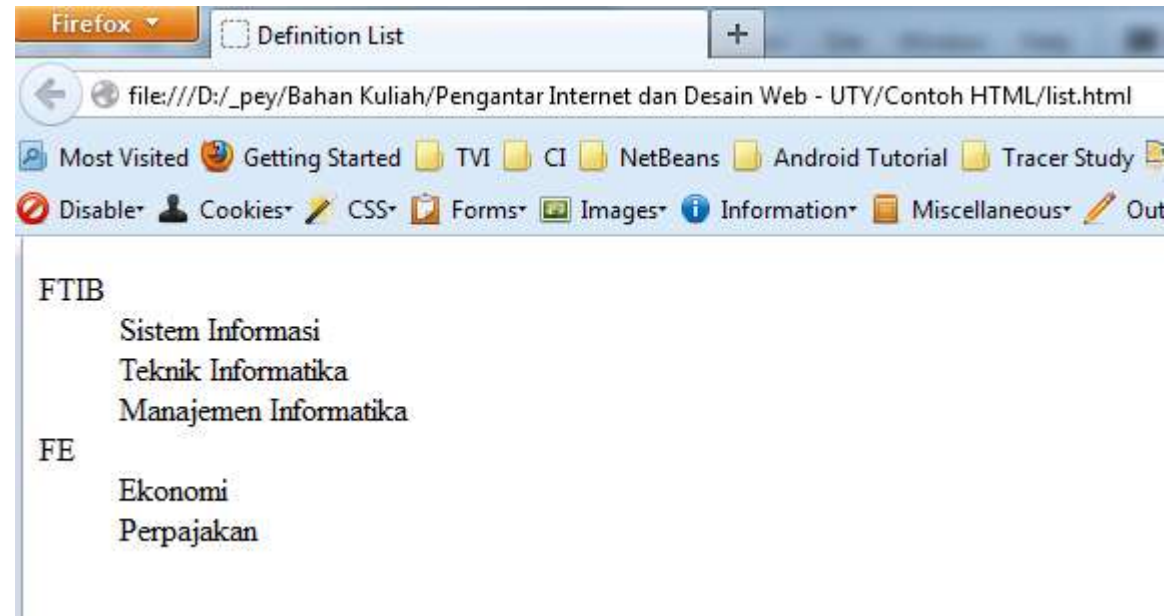 Firefox
Definition List
file:///D:/_pey/Bahan Kuliah/Pengantar Internet dan Desain Web - UTY/Contoh HTML/list.html
Most Visited Getting Started TVI CI NetBeans Android Tutorial Tracer Study
Disable Cookies CSS Forms Images Information Miscellaneous Out
FTIB
Sistem Informasi
Teknik Informatika
Manajemen Informatika
FE
Ekonomi
Perpajakan